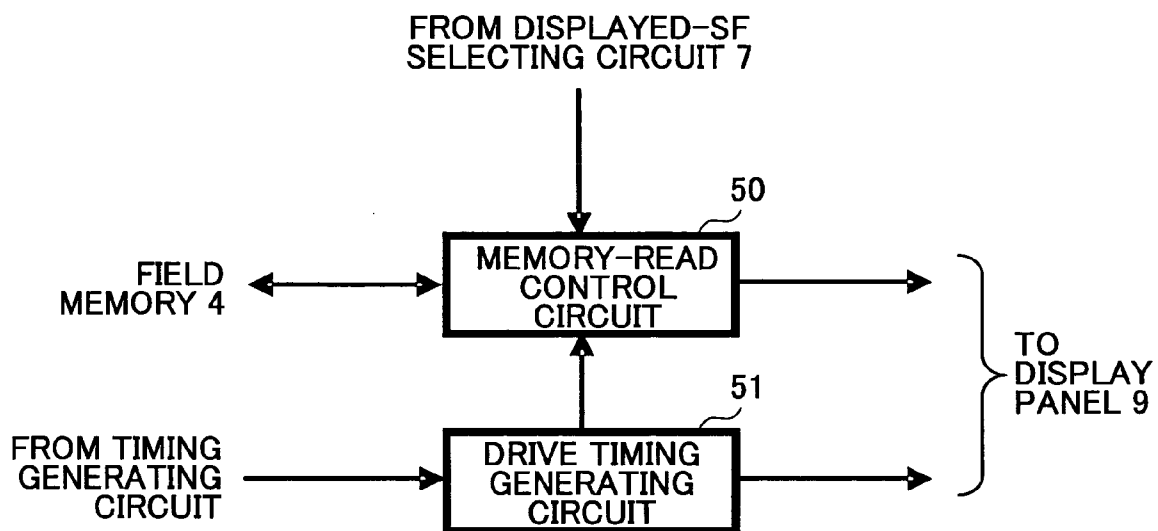 FROM DISPLAYED-SF
SELECTING CIRCUIT 7
50
MEMORY-READ
CONTROL
CIRCUIT
FIELD
MEMORY 4
TO
DISPLAY
PANEL 9
51
DRIVE TIMING
GENERATING
CIRCUIT
FROM TIMING
GENERATING
CIRCUIT